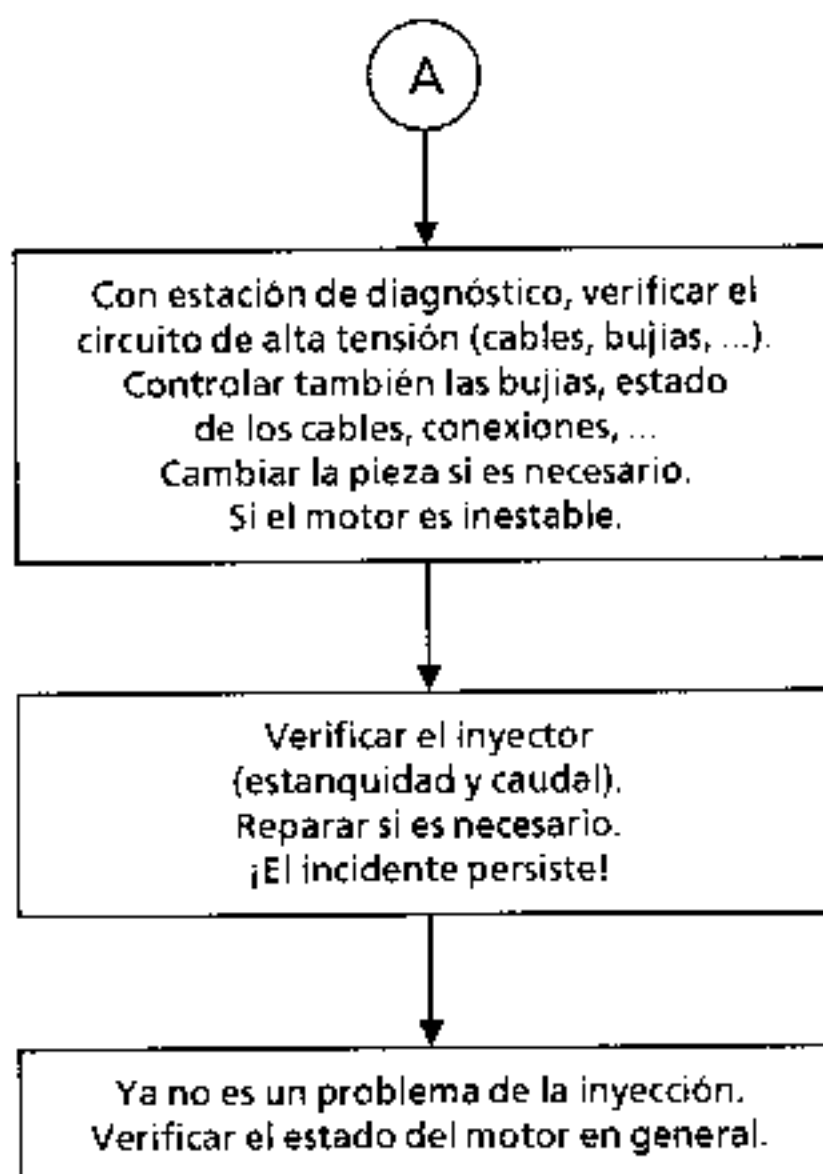 A
Con estación de diagnóstico, verificar el
circuito de alta tensión (cables, bujias, ...).
Controlar también las bujias, estado
de los cables, conexiones, ...
Cambiar la pieza si es necesario.
Si el motor es inestable.
Verificar el inyector
(estanquidad y caudal).
Reparar si es necesario.
¡El incidente persiste!
Ya no es un problema de la inyección.
Verificar el estado del motor en general.